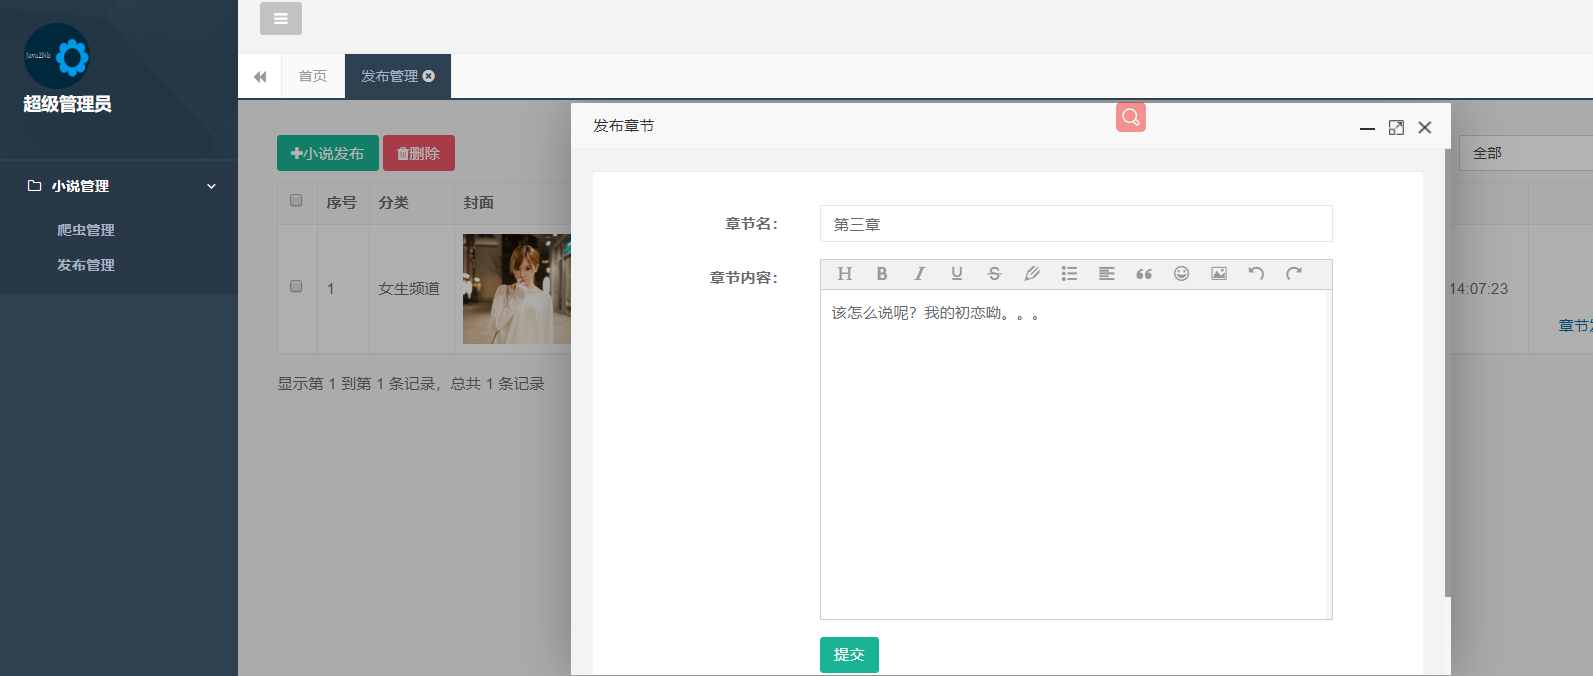 Java2Nb
超级管理员
小说管理
爬虫管理
发布管理
首页
发布管理
小说发布
删除
全部
序号
分类
封面
1
女生频道
14:07:23
章节
显示第 1 到第 1 条记录，总共 1 条记录
发布章节
章节名：
第三章
章节内容：
H B I U S
该怎么说呢？我的初恋呦。。。
提交